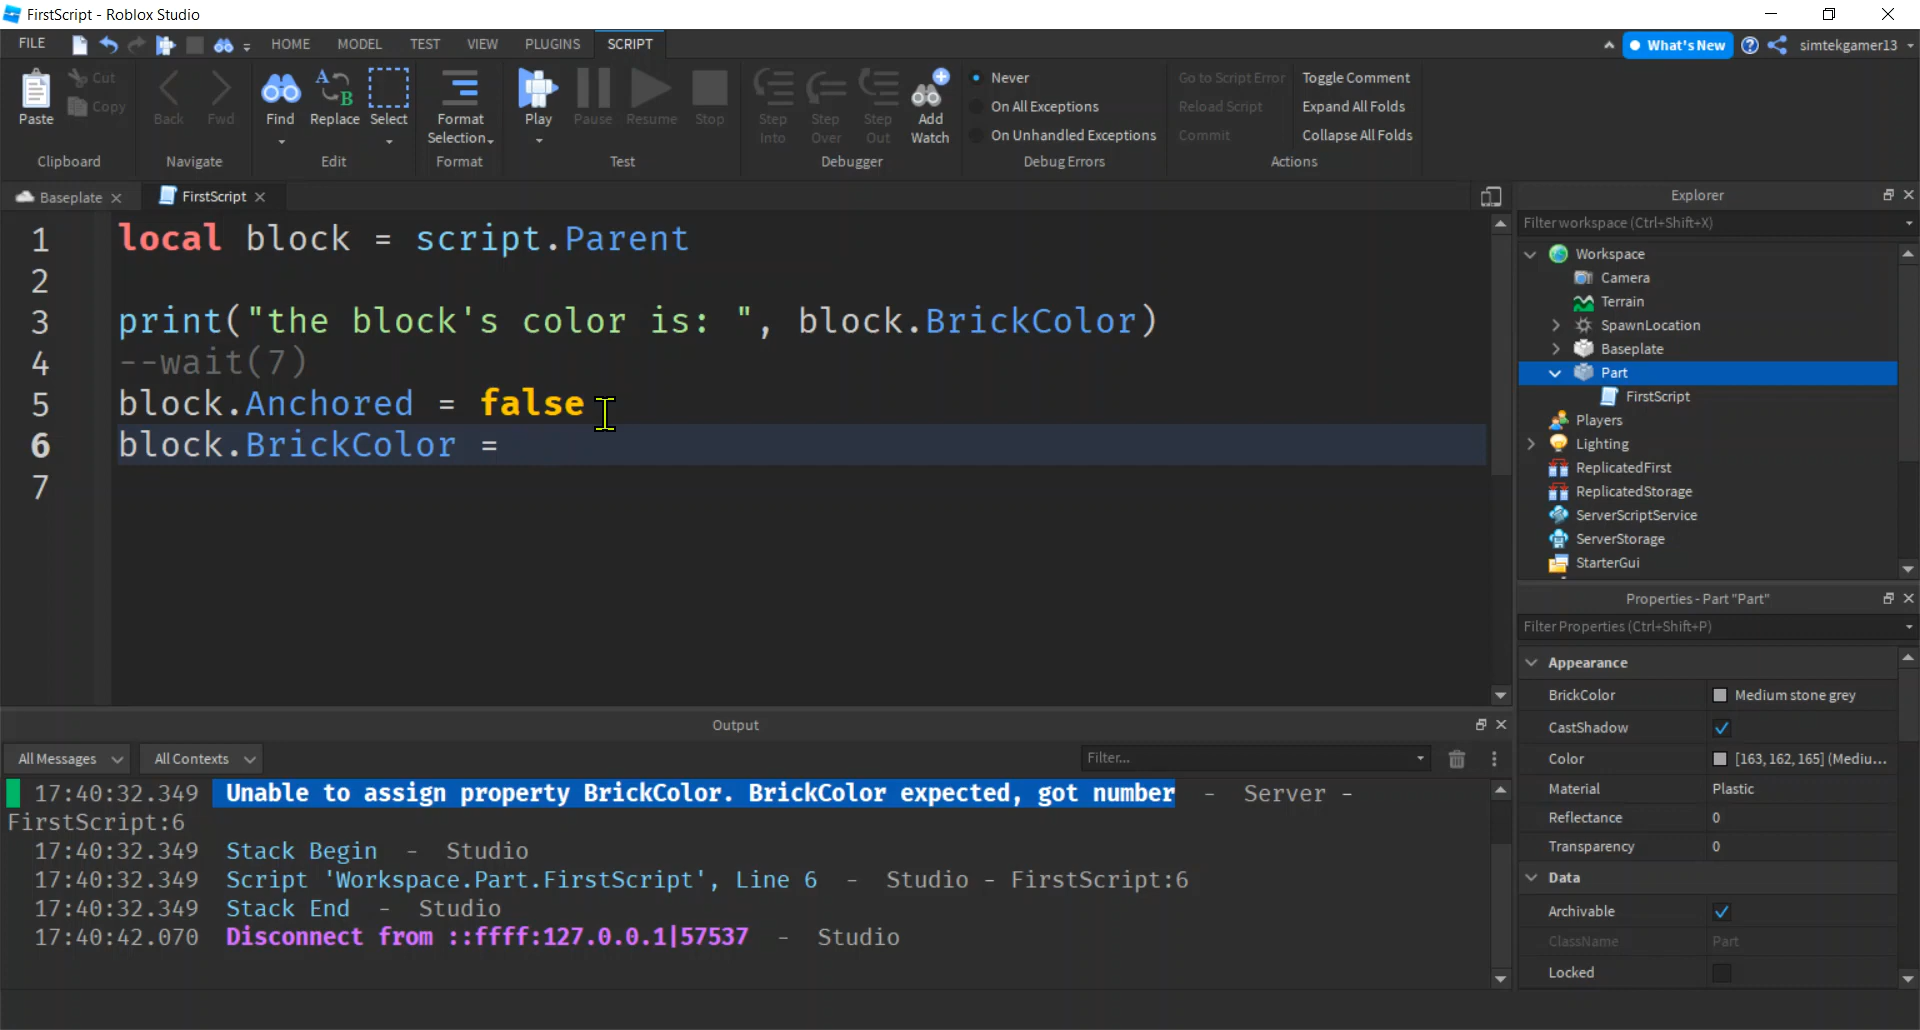 FirstScript - Roblox Studio
FILE HOME MODEL TEST VIEW PLUGINS SCRIPT What's New simtekgamer13
Paste Cut Copy Clipboard
Back Fwd Navigate
Find Replace Select Edit
Format Selection Format
Play Pause Resume Stop Test
Step Into Step Over Step Out Add Watch Debugger
Never
On All Exceptions
On Unhandled Exceptions
Debug Errors
Go to Script Error Toggle Comment
Reload Script Expand All Folds
Commit Collapse All Folds
Actions
Baseplate FirstScript
1 local block = script.Parent
2
3 print("the block's color is: ", block.BrickColor)
4 --wait(7)
5 block.Anchored = false
6 block.BrickColor =
7
Output
All Messages All Contexts Filter...
17:40:32.349 Unable to assign property BrickColor. BrickColor expected, got number - Server -
FirstScript:6
17:40:32.349 Stack Begin - Studio
17:40:32.349 Script 'Workspace.Part.FirstScript', Line 6 - Studio - FirstScript:6
17:40:32.349 Stack End - Studio
17:40:42.070 Disconnect from ::ffff:127.0.0.1|57537 - Studio
Explorer
Filter workspace (Ctrl+Shift+X)
Workspace
Camera
Terrain
SpawnLocation
Baseplate
Part
FirstScript
Players
Lighting
ReplicatedFirst
ReplicatedStorage
ServerScriptService
ServerStorage
StarterGui
Properties - Part "Part"
Filter Properties (Ctrl+Shift+P)
Appearance
BrickColor Medium stone grey
CastShadow
Color [163, 162, 165] (Mediu...
Material Plastic
Reflectance 0
Transparency 0
Data
Archivable
ClassName Part
Locked